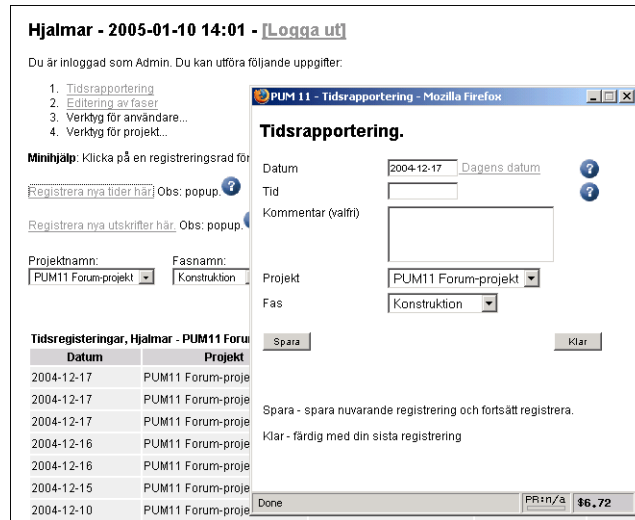 Hjalmar - 2005-01-10 14:01 - [Logga ut]
Du är inloggad som Admin. Du kan utföra följande uppgifter:
1. Tidsrapportering
2. Editering av faser
3. Verktyg för användare...
4. Verktyg för projekt...
Minihjälp: Klicka på en registreringsrad för
Registrera nya tider här. Obs: popup. ?
Registrera nya utskrifter här. Obs: popup.
Projektnamn: Fasnamn:
PUM11 Forum-projekt Konstruktion
Tidsregisteringar, Hjalmar - PUM11 Foru
Datum Projekt
2004-12-17 PUM11 Forum-proje
2004-12-17 PUM11 Forum-proje
2004-12-17 PUM11 Forum-proje
2004-12-16 PUM11 Forum-proje
2004-12-16 PUM11 Forum-proje
2004-12-15 PUM11 Forum-proje
2004-12-10 PUM11 Forum-proje
PUM 11 - Tidsrapportering - Mozilla Firefox
Tidsrapportering.
Datum 2004-12-17 Dagens datum ?
Tid ?
Kommentar (valfri)
Projekt PUM11 Forum-projekt
Fas Konstruktion
Spara Klar
Spara - spara nuvarande registrering och fortsätt registrera.
Klar - färdig med din sista registrering
Done PR:n/a $6.72